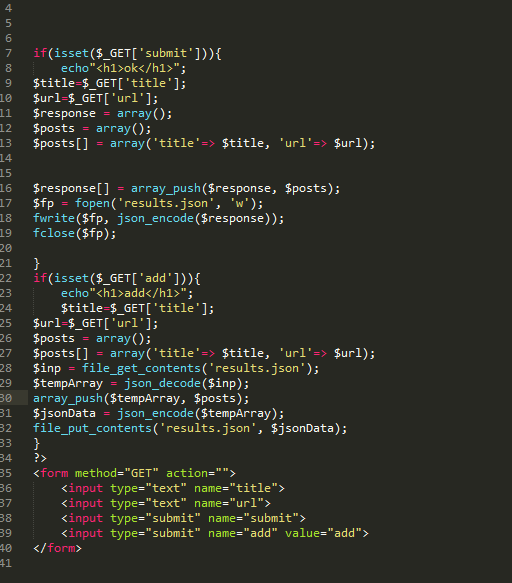 4
5
6
7 if(isset($_GET['submit'])){
8 echo"<h1>ok</h1>";
9 $title=$_GET['title'];
10 $url=$_GET['url'];
11 $response = array();
12 $posts = array();
13 $posts[] = array('title'=> $title, 'url'=> $url);
14
15
16 $response[] = array_push($response, $posts);
17 $fp = fopen('results.json', 'w');
18 fwrite($fp, json_encode($response));
19 fclose($fp);
20
21 }
22 if(isset($_GET['add'])){
23 echo"<h1>add</h1>";
24 $title=$_GET['title'];
25 $url=$_GET['url'];
26 $posts = array();
27 $posts[] = array('title'=> $title, 'url'=> $url);
28 $inp = file_get_contents('results.json');
29 $tempArray = json_decode($inp);
30 array_push($tempArray, $posts);
31 $jsonData = json_encode($tempArray);
32 file_put_contents('results.json', $jsonData);
33 }
34 ?>
35 <form method="GET" action="">
36 <input type="text" name="title">
37 <input type="text" name="url">
38 <input type="submit" name="submit">
39 <input type="submit" name="add" value="add">
40 </form>
41